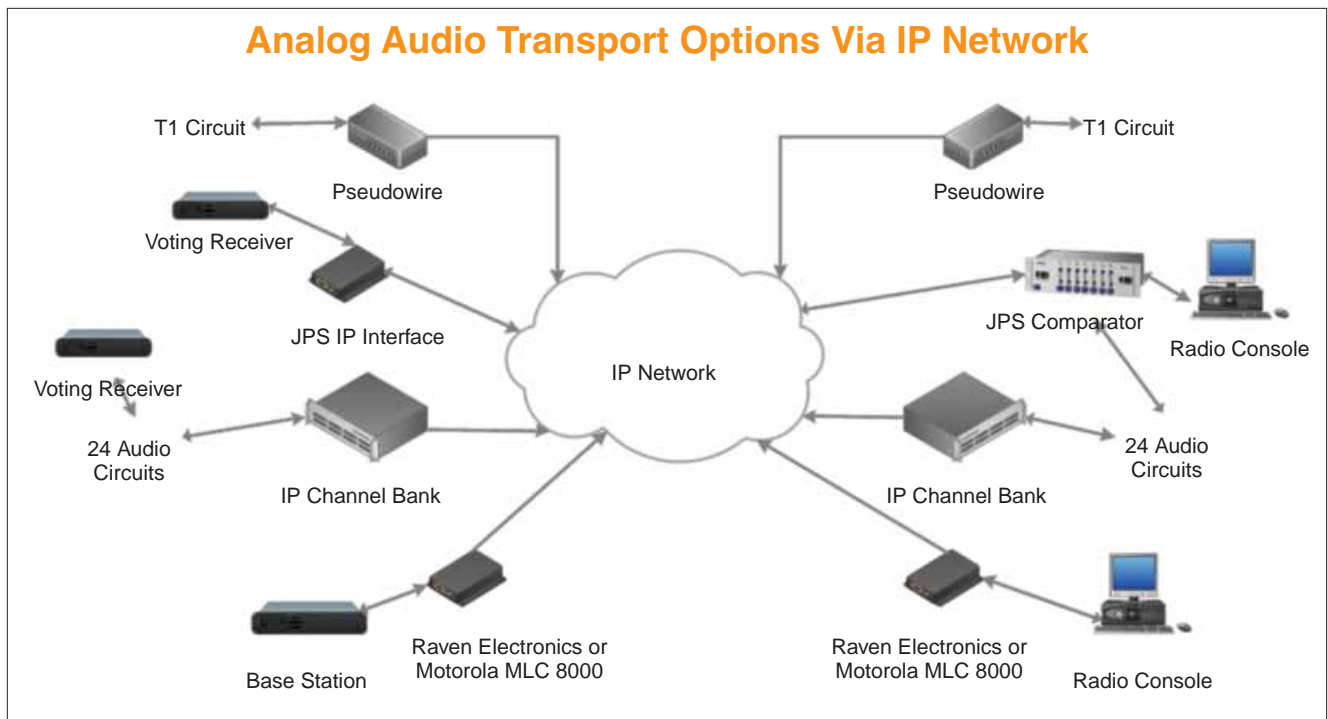 Analog Audio Transport Options Via IP Network
T1 Circuit
Pseudowire
Pseudowire
T1 Circuit
Voting Receiver
JPS IP Interface
JPS Comparator
Radio Console
Voting Receiver
IP Network
24 Audio
Circuits
IP Channel Bank
IP Channel Bank
24 Audio
Circuits
Base Station
Raven Electronics or
Motorola MLC 8000
Raven Electronics or
Motorola MLC 8000
Radio Console